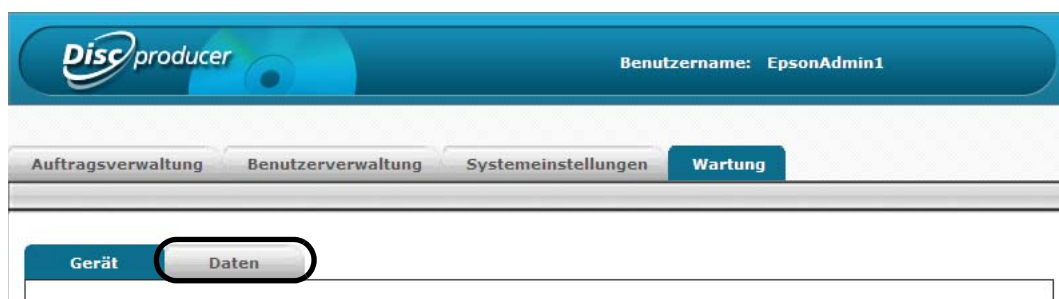 Disc producer
Benutzername: EpsonAdmin1
Auftragsverwaltung Benutzerverwaltung Systemeinstellungen Wartung
Gerät Daten